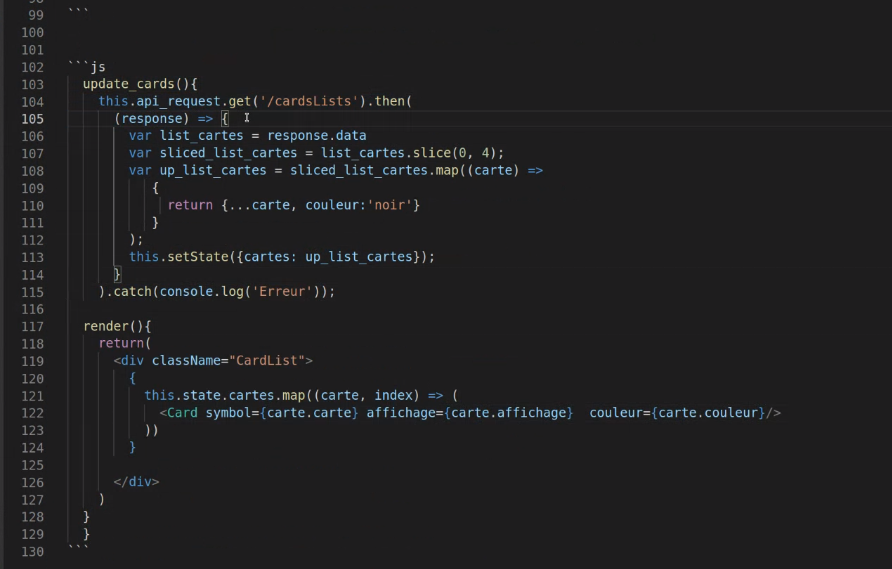 99 ```
100
101
102 ```js
103 update_cards(){
104 this.api_request.get('/cardsLists').then(
105 (response) => {
106 var list_cartes = response.data
107 var sliced_list_cartes = list_cartes.slice(0, 4);
108 var up_list_cartes = sliced_list_cartes.map((carte) =>
109 {
110 return {...carte, couleur:'noir'}
111 }
112 );
113 this.setState({cartes: up_list_cartes});
114 }
115 ).catch(console.log('Erreur'));
116
117 render(){
118 return(
119 <div className="CardList">
120 {
121 this.state.cartes.map((carte, index) => (
122 <Card symbol={carte.carte} affichage={carte.affichage}  couleur={carte.couleur}/>
123 ))
124 }
125
126 </div>
127 )
128 }
129 }
130 ```